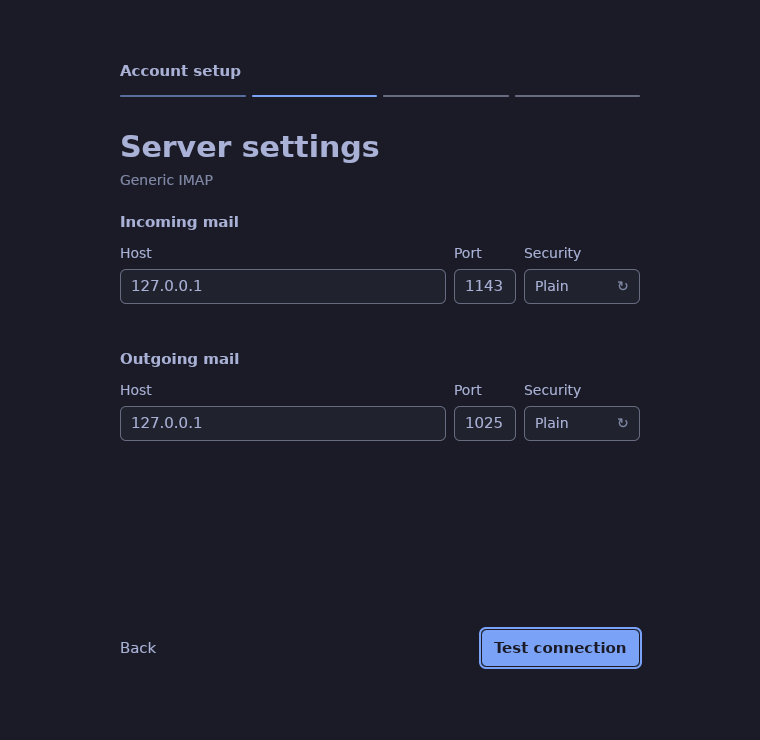 Account setup
Server settings
Generic IMAP
Incoming mail
Host Port Security
127.0.0.1 1143 Plain ↻
Outgoing mail
Host Port Security
127.0.0.1 1025 Plain ↻
Back Test connection